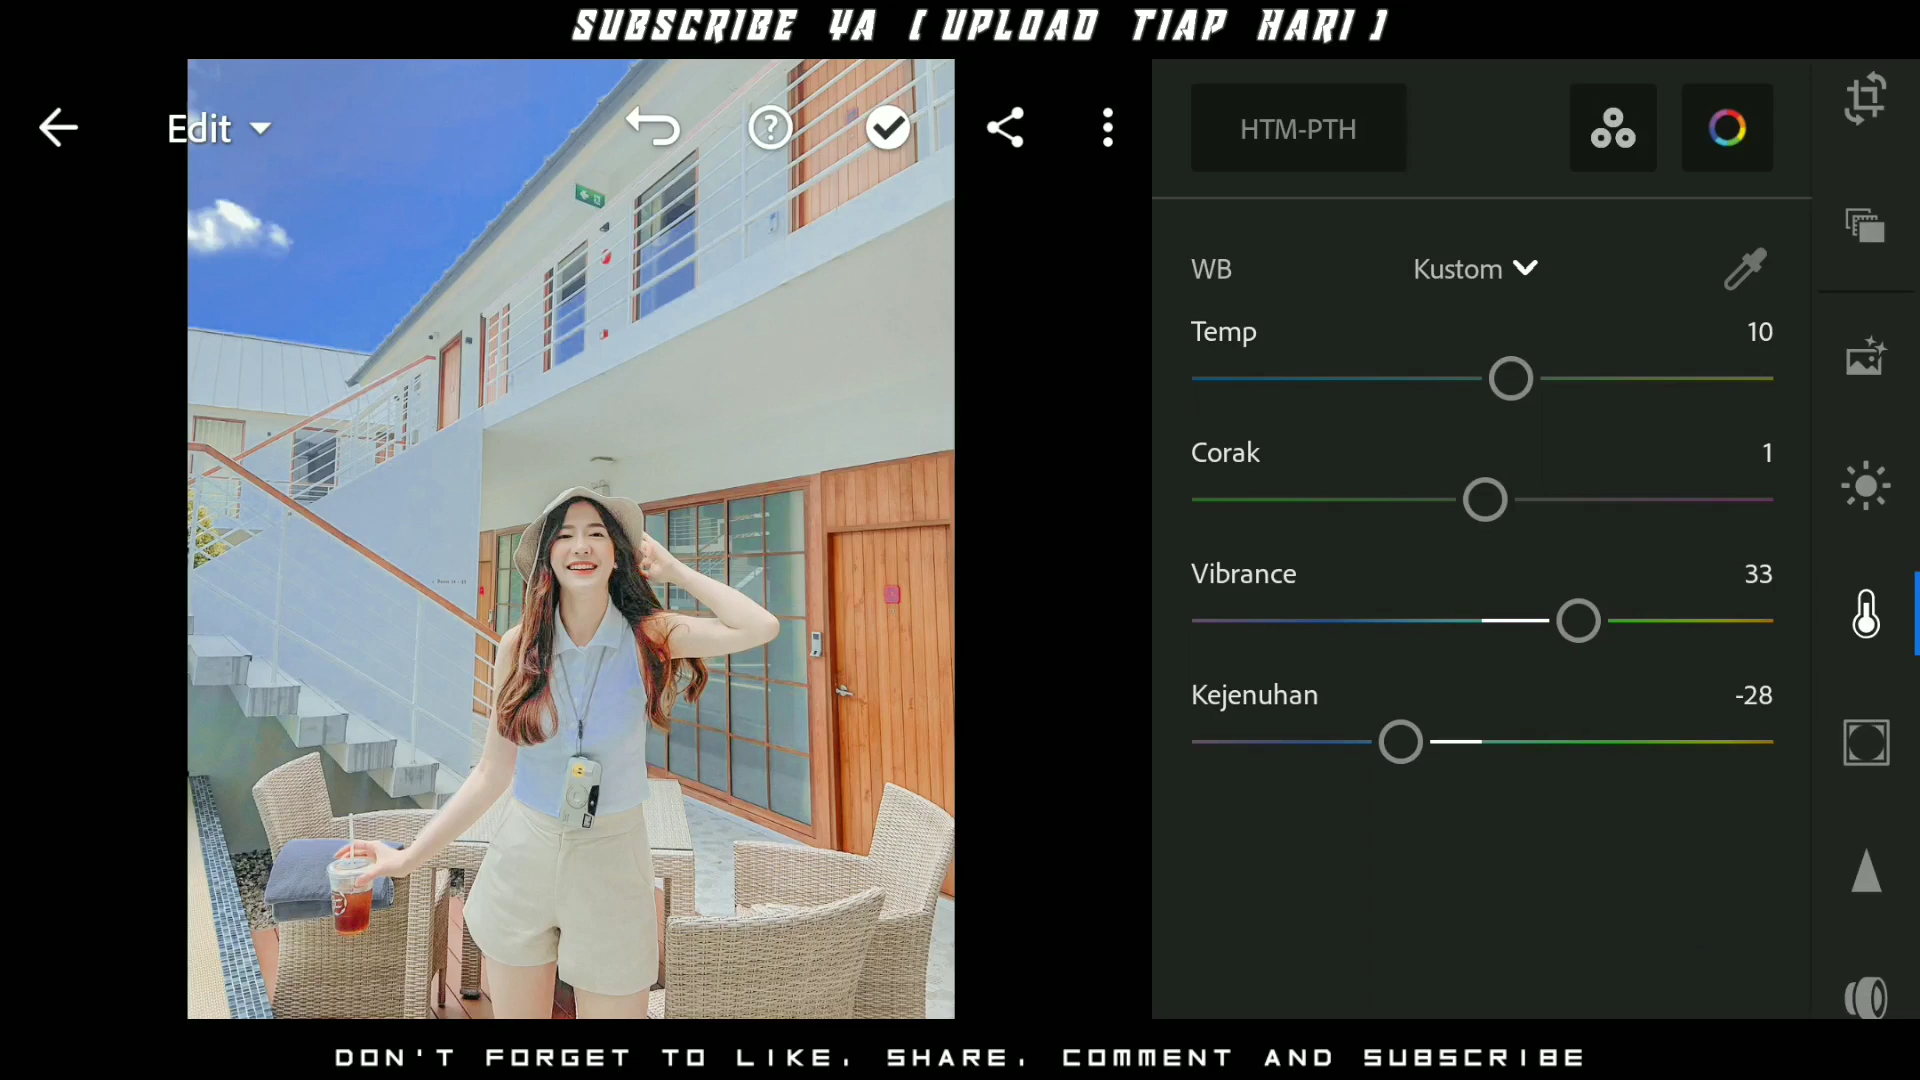 SUBSCRIBE YA [ UPLOAD TIAP HARI ]
Edit
HTM-PTH
WB Kustom
Temp 10
Corak 1
Vibrance 33
Kejenuhan -28
DON'T FORGET TO LIKE, SHARE, COMMENT AND SUBSCRIBE